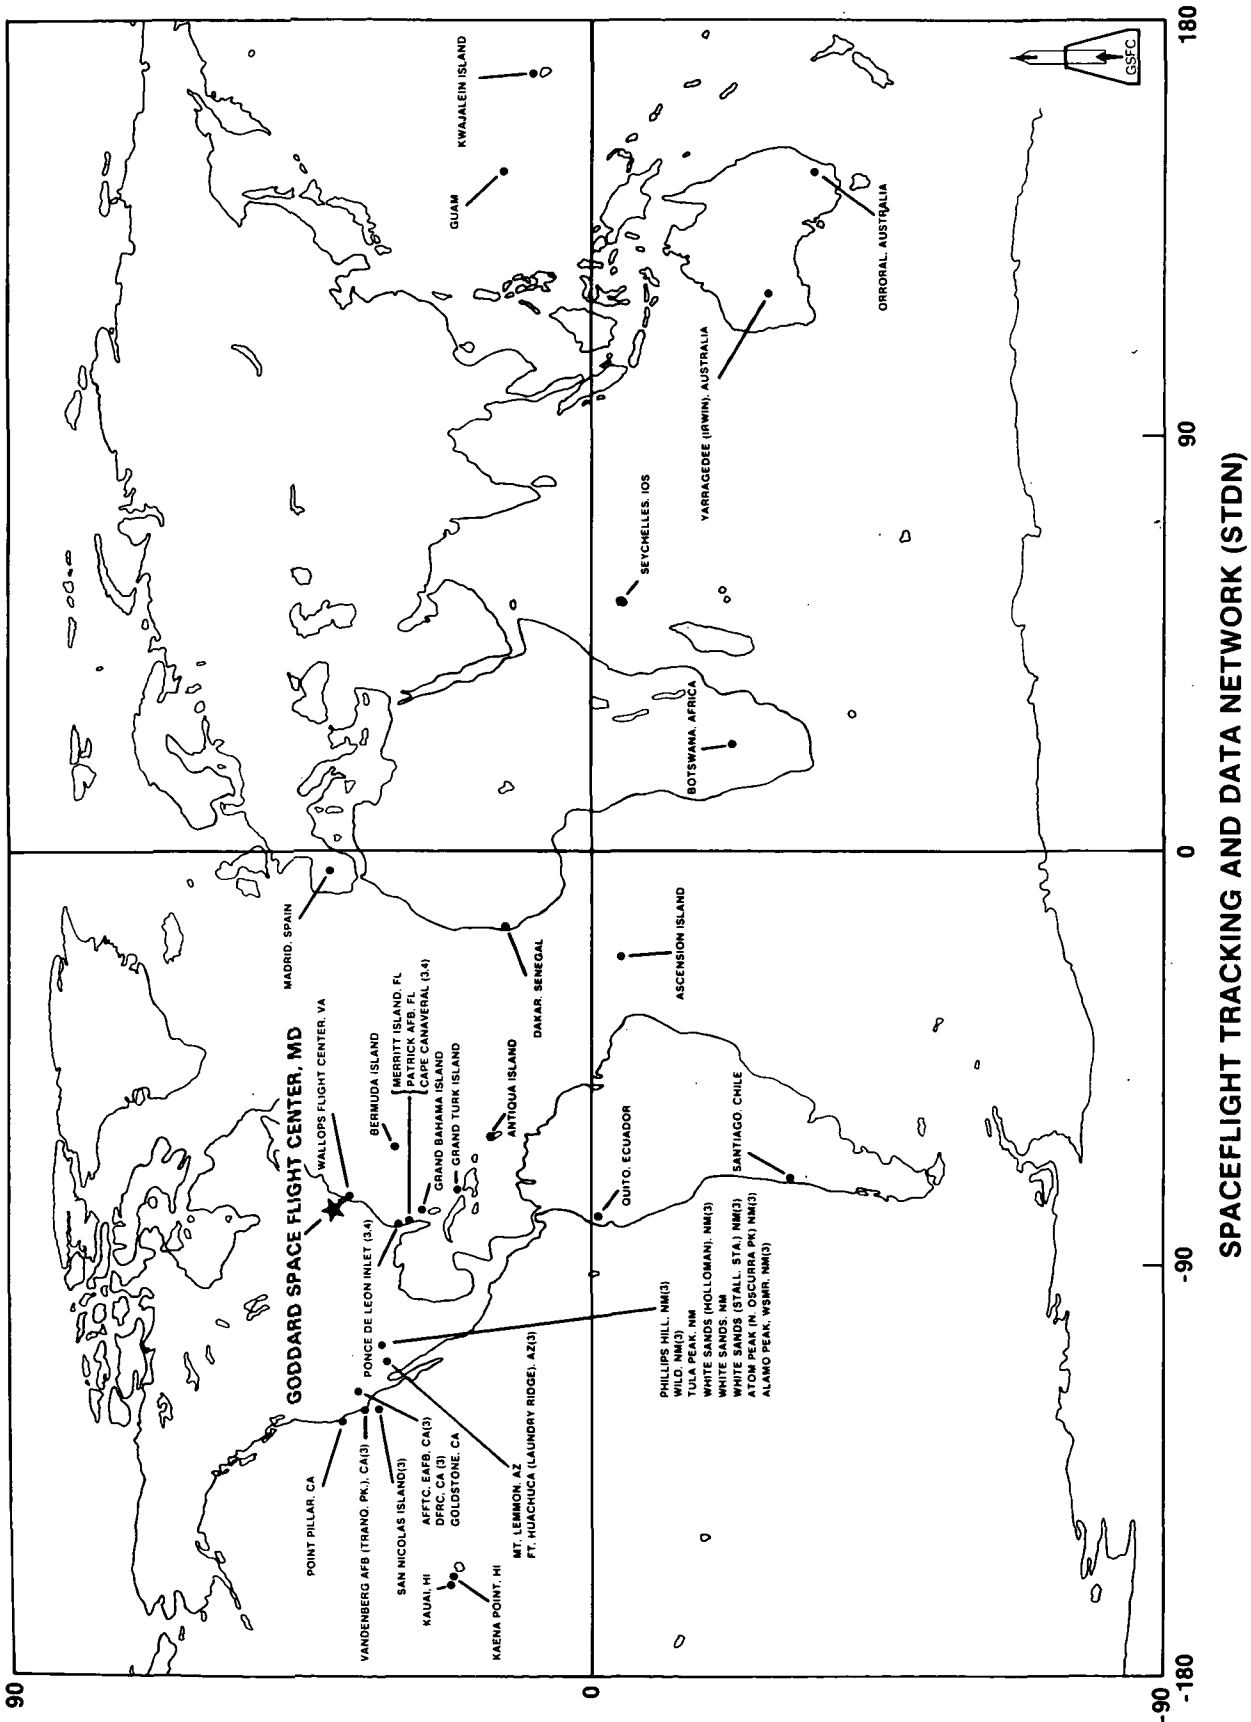 90
0
-90
-180
-90
0
90
180
KWAJALEIN ISLAND
GUAM
ORRORAL, AUSTRALIA
YARRAGEDEE (IRWIN), AUSTRALIA
SEYCHELLES, IOS
BOTSWANA, AFRICA
MADRID, SPAIN
DAKAR, SENEGAL
ASCENSION ISLAND
GODDARD SPACE FLIGHT CENTER, MD
WALLOPS FLIGHT CENTER, VA
BERMUDA ISLAND
MERRITT ISLAND, FL
PATRICK AFB, FL
CAPE CANAVERAL (3,4)
GRAND BAHAMA ISLAND
GRAND TURK ISLAND
ANTIQUA ISLAND
PONCE DE LEON INLET (3,4)
QUITO, ECUADOR
SANTIAGO, CHILE
POINT PILLAR, CA
VANDENBERG AFB (TRANQ. PK.), CA(3)
SAN NICOLAS ISLAND(3)
AFFTC, EAFB, CA(3)
DFRC, CA (3)
GOLDSTONE, CA
KAUAI, HI
KAENA POINT, HI
MT. LEMMON, AZ
FT. HUACHUCA (LAUNDRY RIDGE), AZ(3)
PHILLIPS HILL, NM(3)
WILD, NM(3)
TULA PEAK, NM
WHITE SANDS (HOLLOMAN), NM(3)
WHITE SANDS, NM
WHITE SANDS (STALL. STA.) NM(3)
ATOM PEAK (N. OSCURRA PK) NM(3)
ALAMO PEAK, WSMR, NM(3)
GSFC
SPACEFLIGHT TRACKING AND DATA NETWORK (STDN)